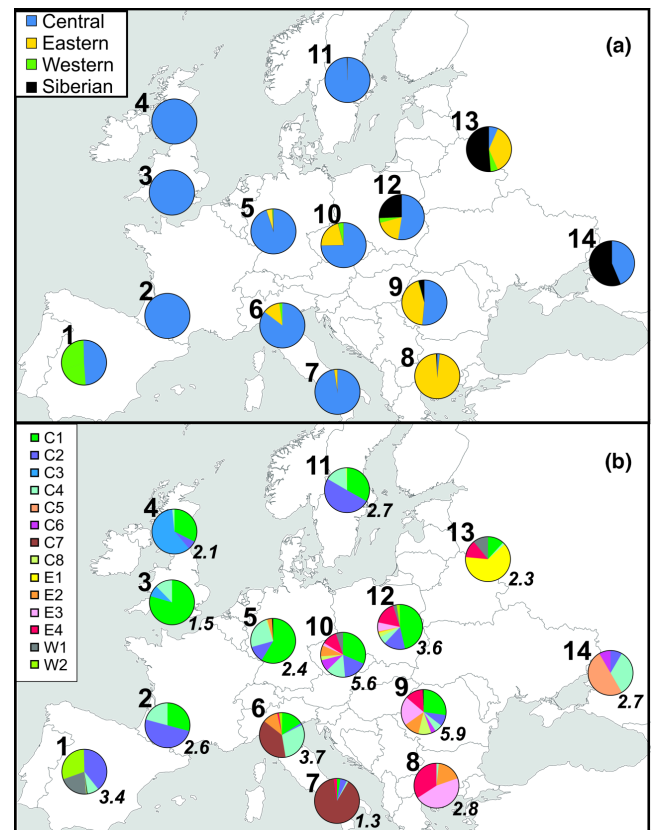 Central
Eastern
Western
Siberian
(a)
11
4
13
3
12
5
10
14
9
2
6
1
8
7
(b)
C1
C2
C3
C4
C5
C6
C7
C8
E1
E2
E3
E4
W1
W2
11
2.7
4
2.1
13
2.3
3
1.5
12
3.6
5
2.4
10
5.6
14
2.7
9
5.9
2
2.6
6
3.7
1
3.4
8
2.8
7
1.3